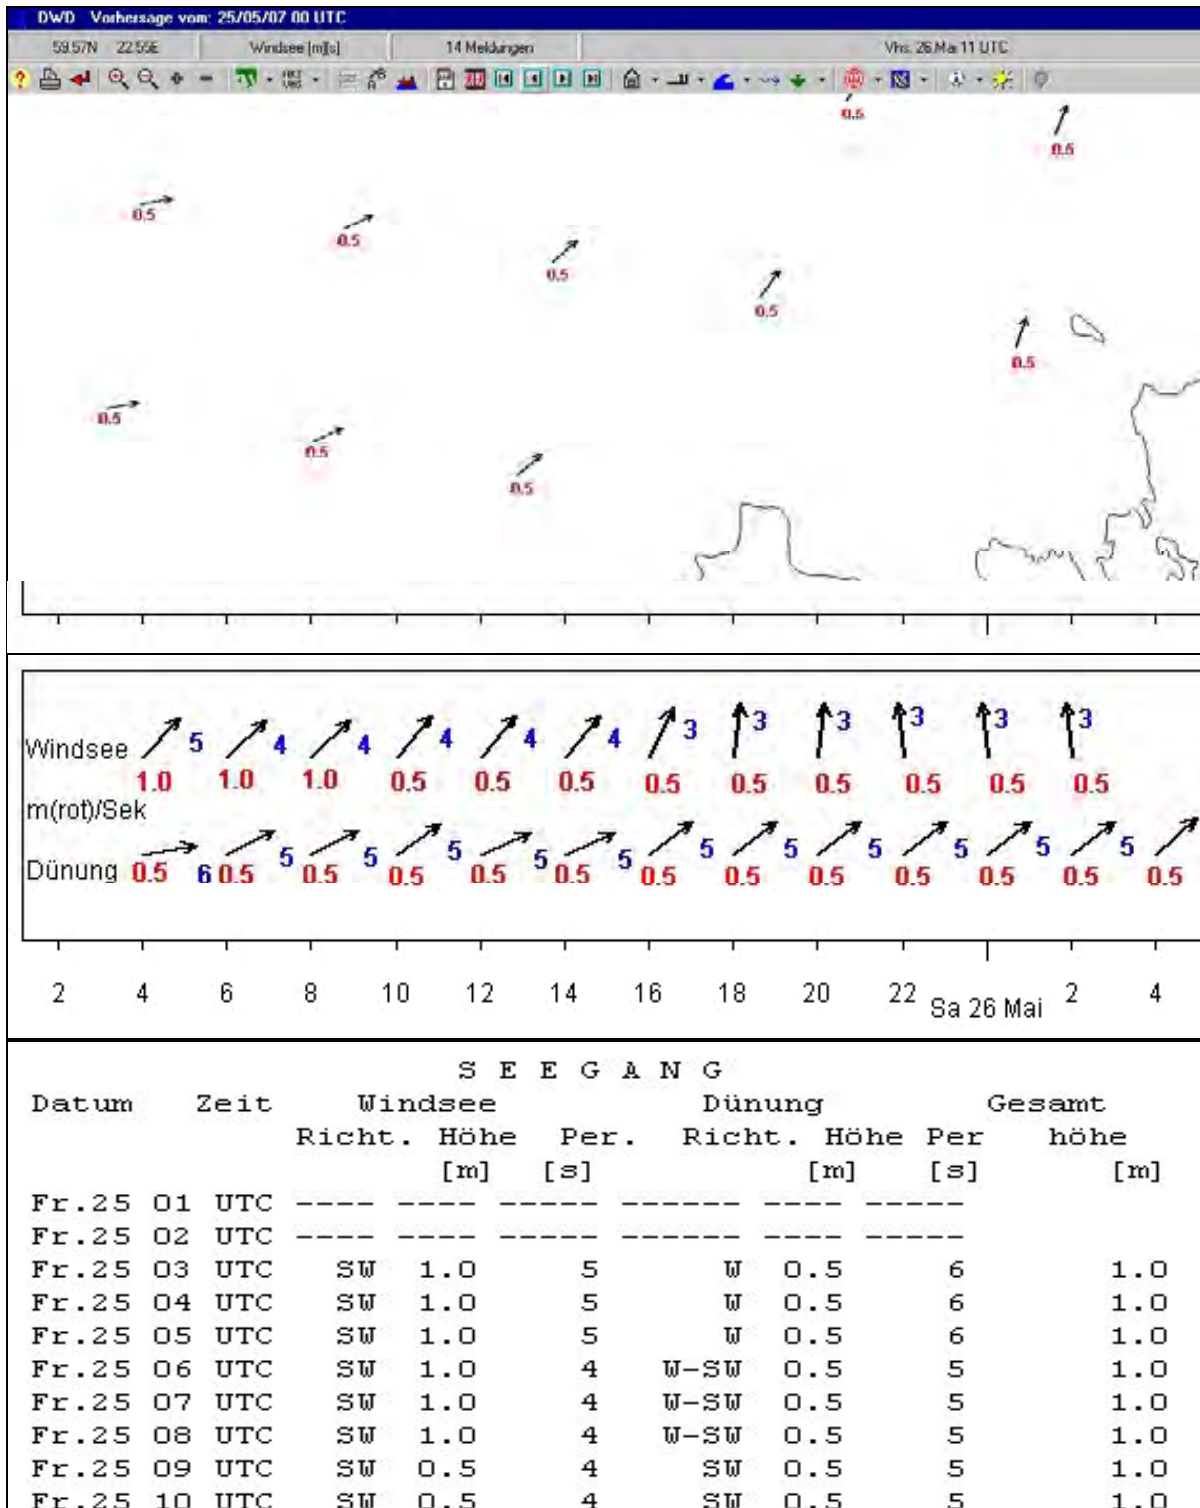 DWD Vorhersage vom: 25/05/07 00 UTC
59.57N 22.55E Windsee [m][s] 14 Meldungen Vhs. 26.Mai 11 UTC
0.5
0.5
0.5
0.5
0.5
0.5
0.5
0.5
0.5
0.5
Windsee 5 4 4 4 4 4 3 3 3 3 3 3
1.0 1.0 1.0 0.5 0.5 0.5 0.5 0.5 0.5 0.5 0.5 0.5
m(rot)/Sek
Dünung 0.5 6 0.5 5 0.5 5 0.5 5 0.5 5 0.5 5 0.5 5 0.5 5 0.5 5 0.5 5 0.5 5 0.5 5 0.5
2 4 6 8 10 12 14 16 18 20 22 Sa 26 Mai 2 4
S E E G A N G
Datum Zeit Windsee Dünung Gesamt
Richt. Höhe Per. Richt. Höhe Per höhe
[m] [s] [m] [s] [m]
Fr.25 01 UTC ---- ---- ----- ------ ---- -----
Fr.25 02 UTC ---- ---- ----- ------ ---- -----
Fr.25 03 UTC SW 1.0 5 W 0.5 6 1.0
Fr.25 04 UTC SW 1.0 5 W 0.5 6 1.0
Fr.25 05 UTC SW 1.0 5 W 0.5 6 1.0
Fr.25 06 UTC SW 1.0 4 W-SW 0.5 5 1.0
Fr.25 07 UTC SW 1.0 4 W-SW 0.5 5 1.0
Fr.25 08 UTC SW 1.0 4 W-SW 0.5 5 1.0
Fr.25 09 UTC SW 0.5 4 SW 0.5 5 1.0
Fr.25 10 UTC SW 0.5 4 SW 0.5 5 1.0